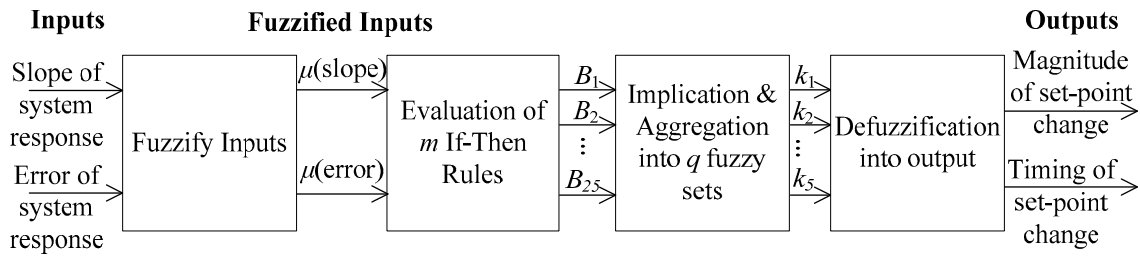 Inputs
Fuzzified Inputs
Outputs
Slope of
system
response
Error of
system
response
Fuzzify Inputs
μ(slope)
μ(error)
Evaluation of
m If-Then
Rules
B1
B2
⋮
B25
Implication &
Aggregation
into q fuzzy
sets
k1
k2
⋮
k5
Defuzzification
into output
Magnitude
of set-point
change
Timing of
set-point
change